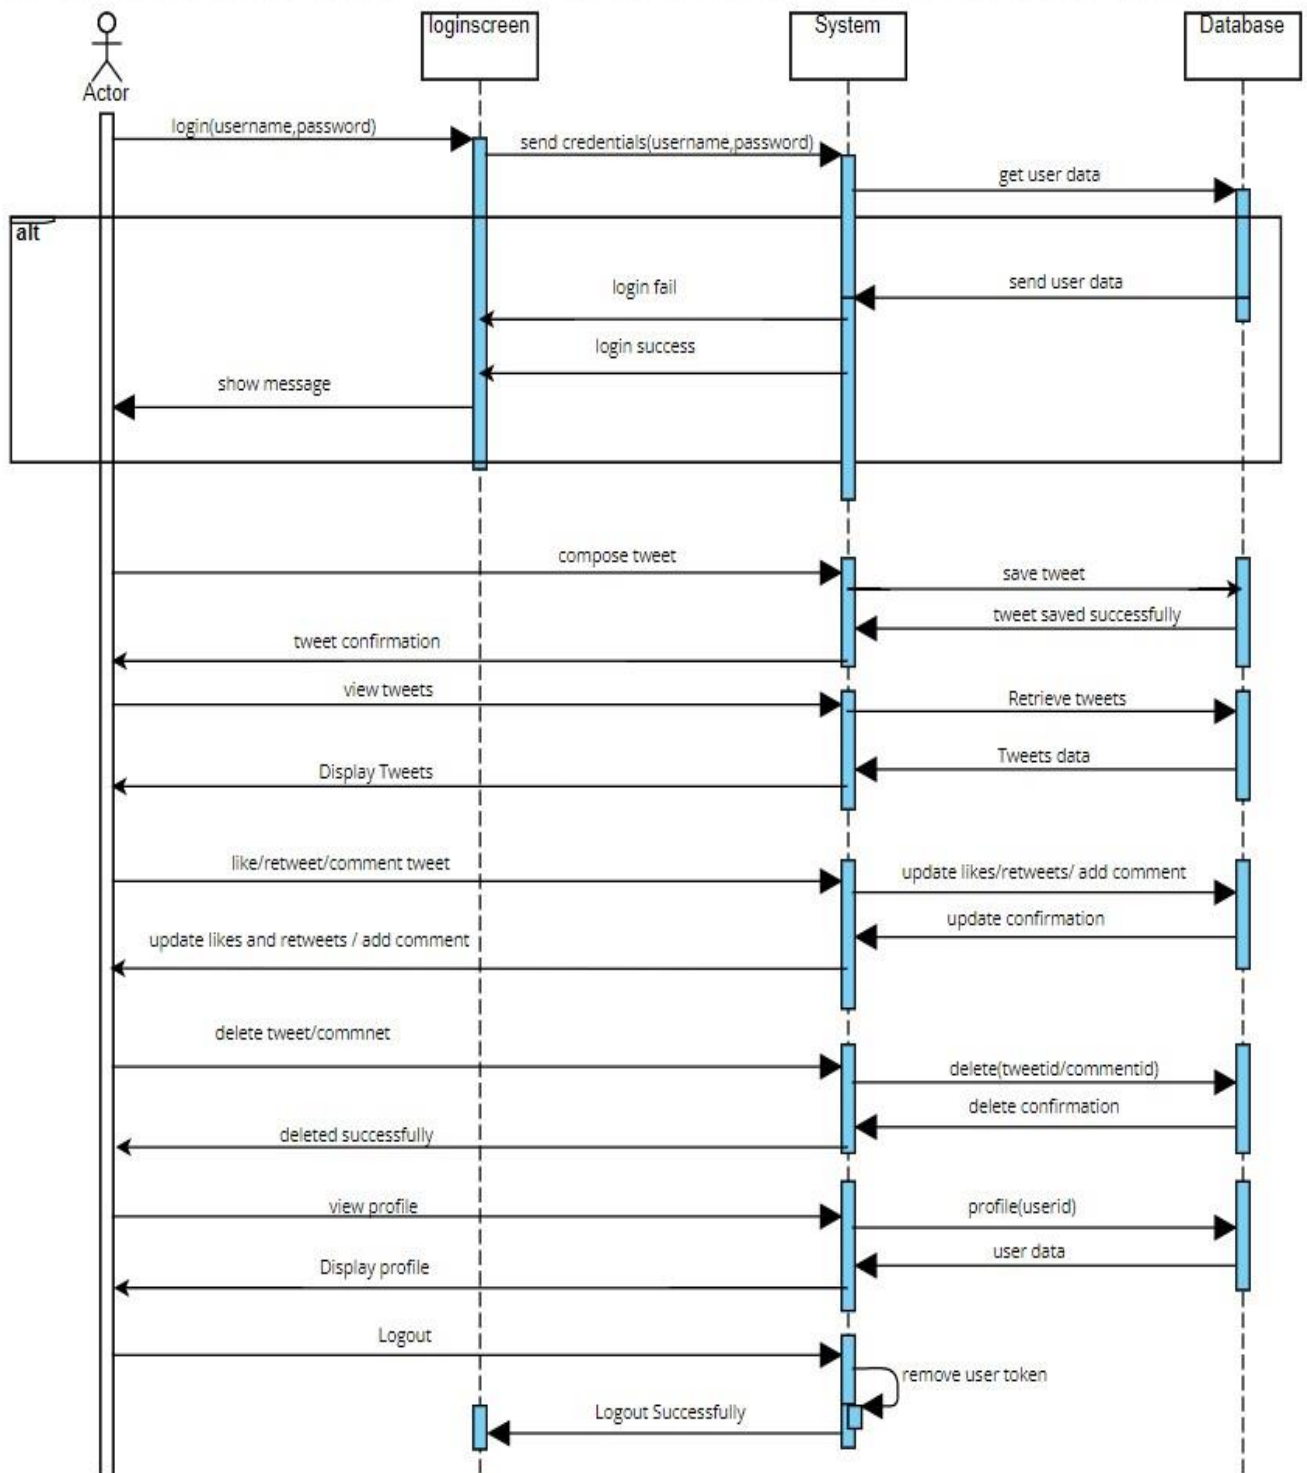 loginscreen
System
Database
Actor
login(username,password)
send credentials(username,password)
get user data
alt
send user data
login fail
login success
show message
compose tweet
save tweet
tweet saved successfully
tweet confirmation
view tweets
Retrieve tweets
Tweets data
Display Tweets
like/retweet/comment tweet
update likes/retweets/ add comment
update confirmation
update likes and retweets / add comment
delete tweet/commnet
delete(tweetid/commentid)
delete confirmation
deleted successfully
view profile
profile(userid)
user data
Display profile
Logout
remove user token
Logout Successfully